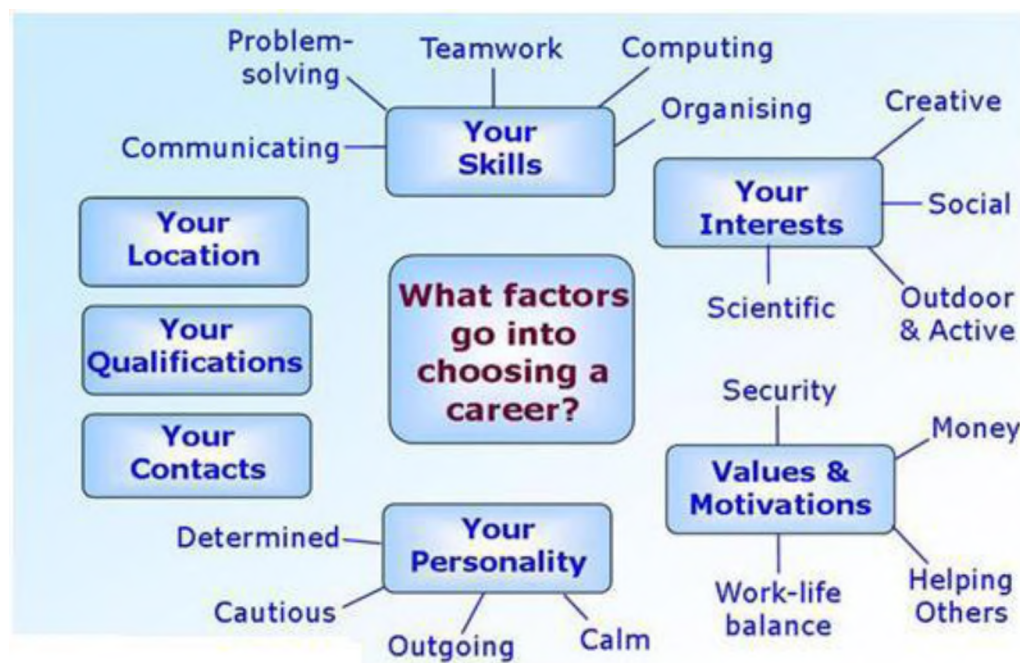 Problem-
solving
Teamwork
Computing
Organising
Communicating
Your
Skills
Creative
Your
Interests
Social
Scientific
Outdoor
& Active
Your
Location
Your
Qualifications
Your
Contacts
What factors
go into
choosing a
career?
Security
Money
Values &
Motivations
Work-life
balance
Helping
Others
Determined
Your
Personality
Cautious
Outgoing
Calm